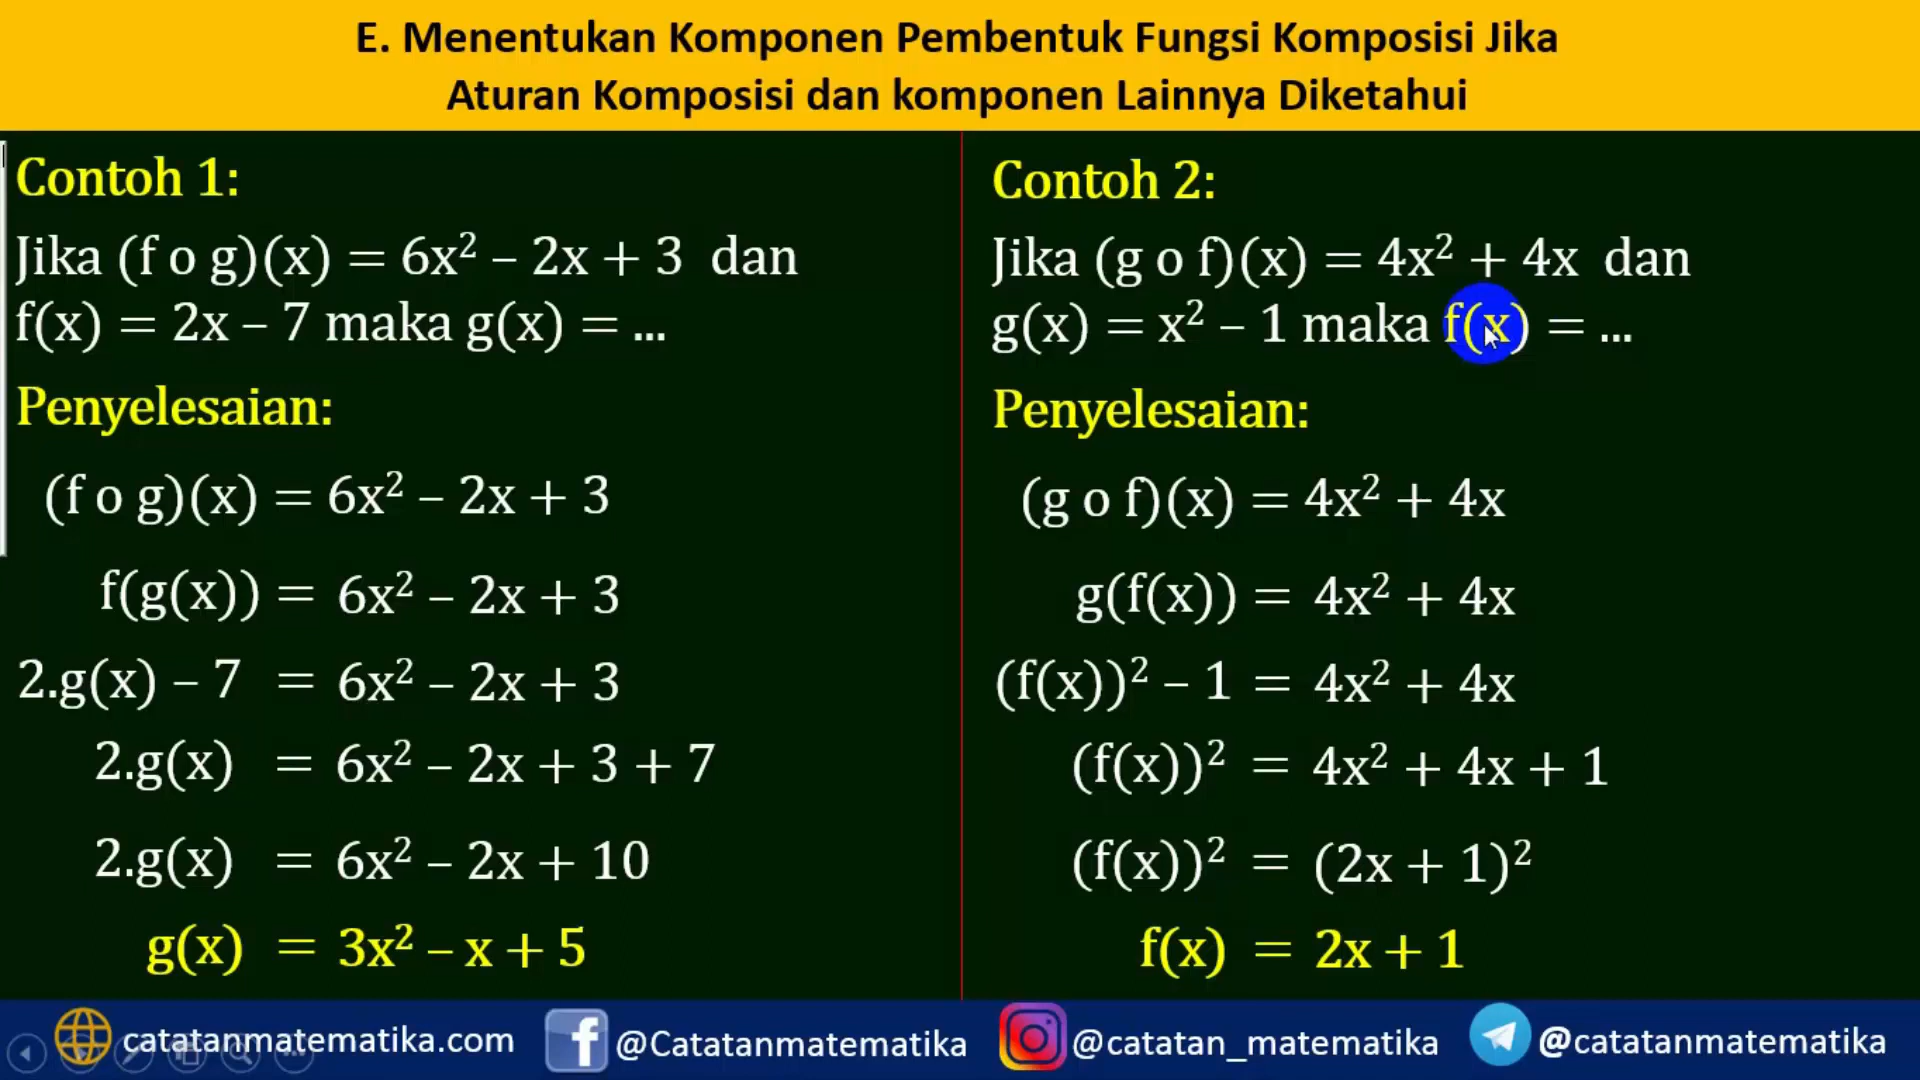 E. Menentukan Komponen Pembentuk Fungsi Komposisi Jika
Aturan Komposisi dan komponen Lainnya Diketahui
Contoh 1:
Jika (f o g)(x) = 6x² – 2x + 3 dan
f(x) = 2x – 7 maka g(x) = ...
Penyelesaian:
(f o g)(x) = 6x² – 2x + 3
f(g(x)) = 6x² – 2x + 3
2.g(x) – 7 = 6x² – 2x + 3
2.g(x) = 6x² – 2x + 3 + 7
2.g(x) = 6x² – 2x + 10
g(x) = 3x² – x + 5
Contoh 2:
Jika (g o f)(x) = 4x² + 4x dan
g(x) = x² – 1 maka f(x) = ...
Penyelesaian:
(g o f)(x) = 4x² + 4x
g(f(x)) = 4x² + 4x
(f(x))² – 1 = 4x² + 4x
(f(x))² = 4x² + 4x + 1
(f(x))² = (2x + 1)²
f(x) = 2x + 1
catatanmatematika.com @Catatanmatematika @catatan_matematika @catatanmatematika